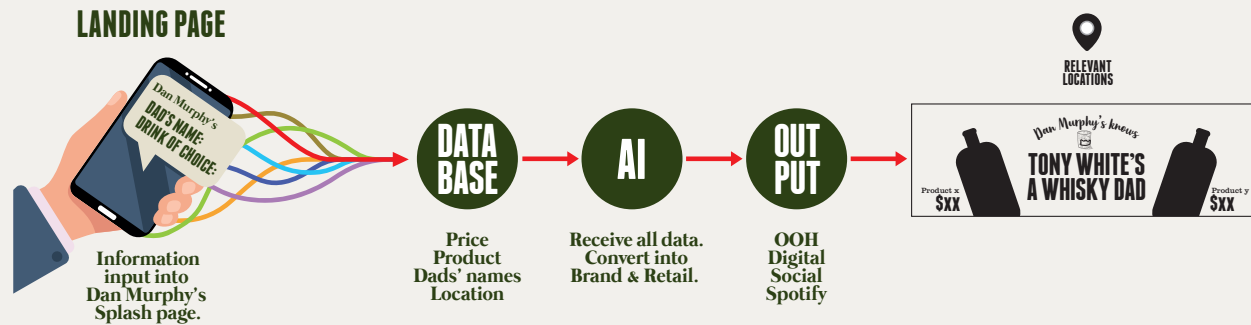 LANDING PAGE
Dan Murphy's
DAD'S NAME:
DRINK OF CHOICE:
Information
input into
Dan Murphy's
Splash page.
DATA
BASE
Price
Product
Dads' names
Location
AI
Receive all data.
Convert into
Brand & Retail.
OUT
PUT
OOH
Digital
Social
Spotify
RELEVANT
LOCATIONS
Dan Murphy's knows
TONY WHITE'S
A WHISKY DAD
Product x
$XX
Product y
$XX